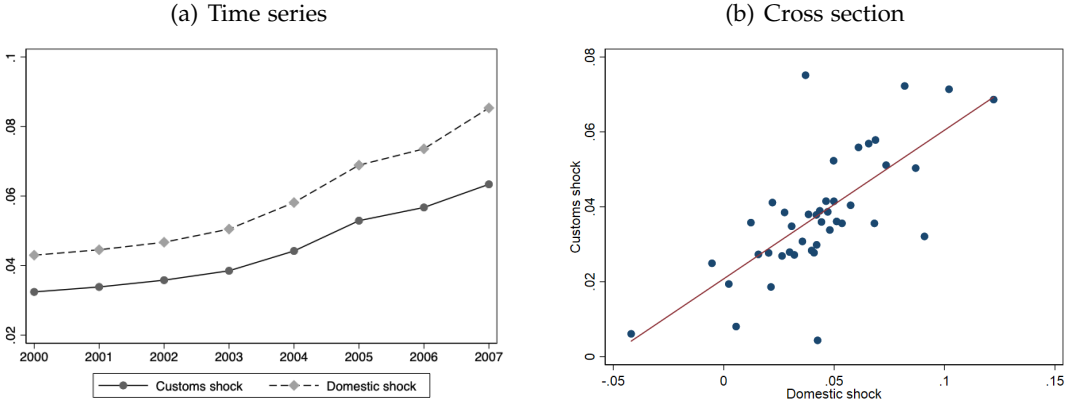 (a) Time series
.1
.08
.06
.04
.02
2000 2001 2002 2003 2004 2005 2006 2007
Customs shock Domestic shock
(b) Cross section
.08
.06
.04
.02
0
Customs shock
-.05 0 .05 .1 .15
Domestic shock